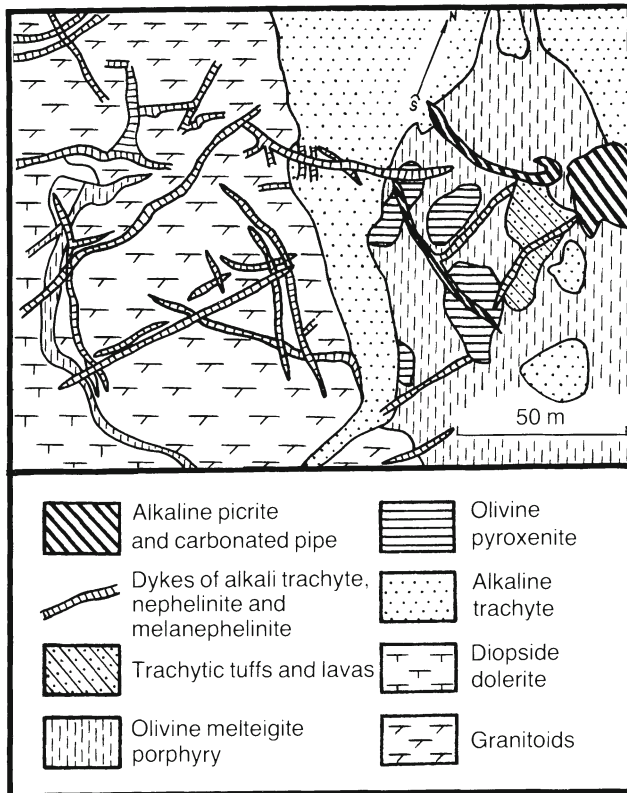 N
S
50 m
Alkaline picrite
and carbonated pipe
Dykes of alkali trachyte,
nephelinite and
melanephelinite
Trachytic tuffs and lavas
Olivine melteigite
porphyry
Olivine
pyroxenite
Alkaline
trachyte
Diopside
dolerite
Granitoids